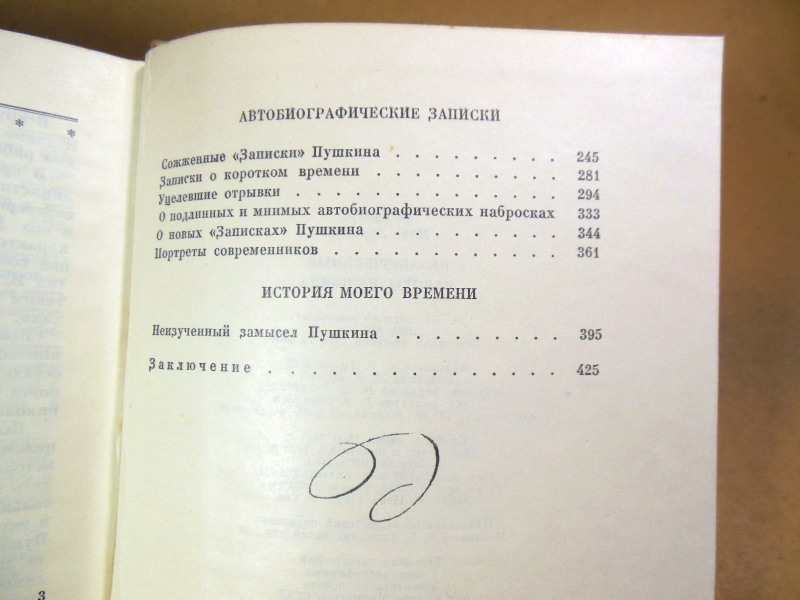 * *
АВТОБИОГРАФИЧЕСКИЕ ЗАПИСКИ
Сожженные «Записки» Пушкина . . . . . . . . . 245
Записки о коротком времени . . . . . . . . . . 281
Уцелевшие отрывки . . . . . . . . . . . . . . 294
О подлинных и мнимых автобиографических набросках 333
О новых «Записках» Пушкина . . . . . . . . . . 344
Портреты современников . . . . . . . . . . . . 361
ИСТОРИЯ МОЕГО ВРЕМЕНИ
Неизученный замысел Пушкина . . . . . . . . . 395
Заключение . . . . . . . . . . . . . . . 425
3